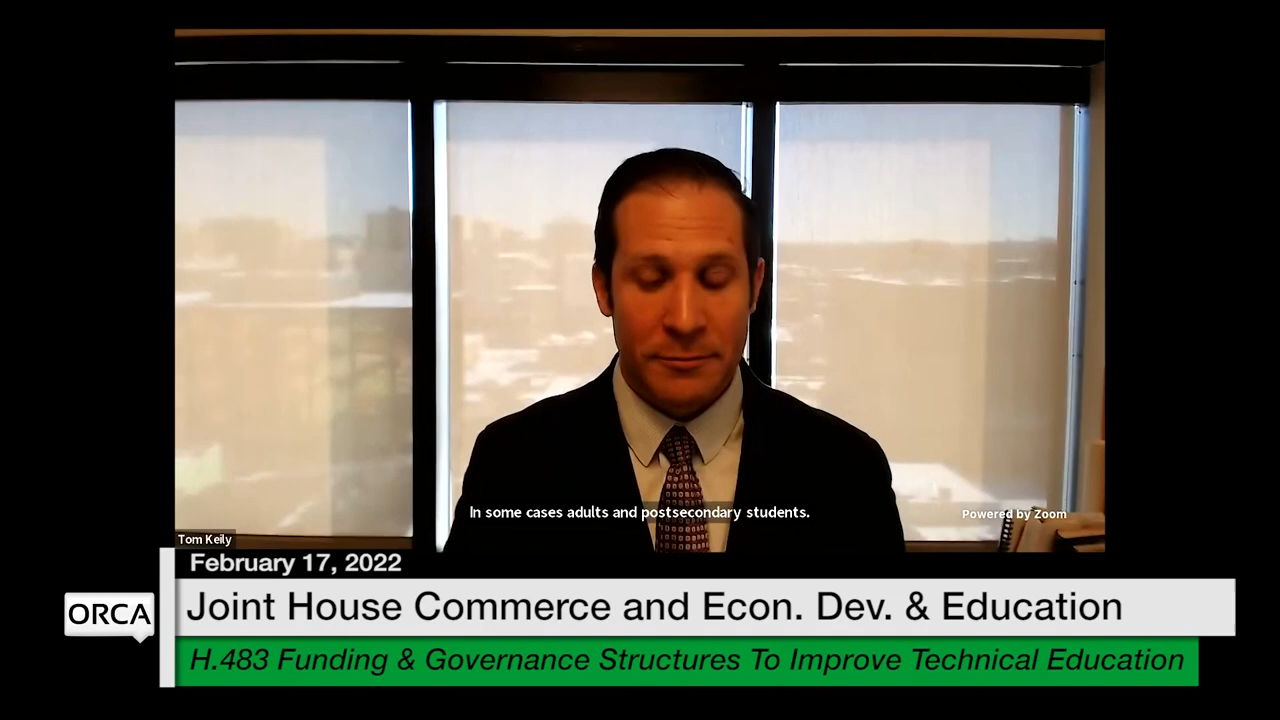 In some cases adults and postsecondary students.
Powered by Zoom
Tom Keily
February 17, 2022
ORCA
Joint House Commerce and Econ. Dev. & Education
H.483 Funding & Governance Structures To Improve Technical Education